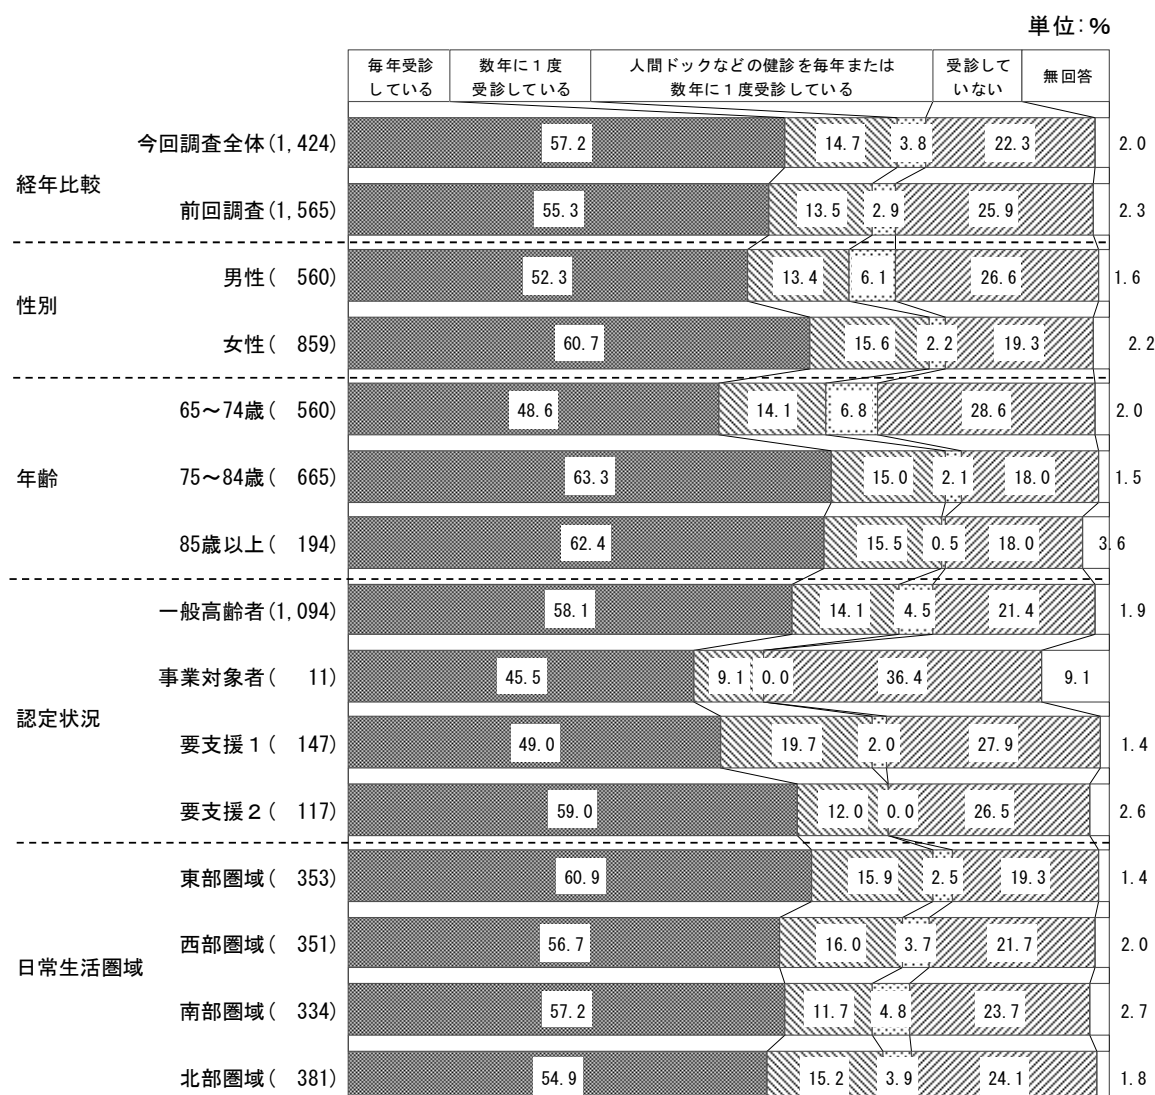 単位：％
毎年受診
している
数年に１度
受診している
人間ドックなどの健診を毎年または
数年に１度受診している
受診して
いない
無回答
今回調査全体(1,424) 57.2 14.7 3.8 22.3 2.0
経年比較
前回調査(1,565) 55.3 13.5 2.9 25.9 2.3
男性(　560) 52.3 13.4 6.1 26.6 1.6
性別
女性(　859) 60.7 15.6 2.2 19.3 2.2
65～74歳(　560) 48.6 14.1 6.8 28.6 2.0
年齢 75～84歳(　665) 63.3 15.0 2.1 18.0 1.5
85歳以上(　194) 62.4 15.5 0.5 18.0 3.6
一般高齢者(1,094) 58.1 14.1 4.5 21.4 1.9
事業対象者(　 11) 45.5 9.1 0.0 36.4 9.1
認定状況
要支援１(　147) 49.0 19.7 2.0 27.9 1.4
要支援２(　117) 59.0 12.0 0.0 26.5 2.6
東部圏域(　353) 60.9 15.9 2.5 19.3 1.4
西部圏域(　351) 56.7 16.0 3.7 21.7 2.0
日常生活圏域
南部圏域(　334) 57.2 11.7 4.8 23.7 2.7
北部圏域(　381) 54.9 15.2 3.9 24.1 1.8